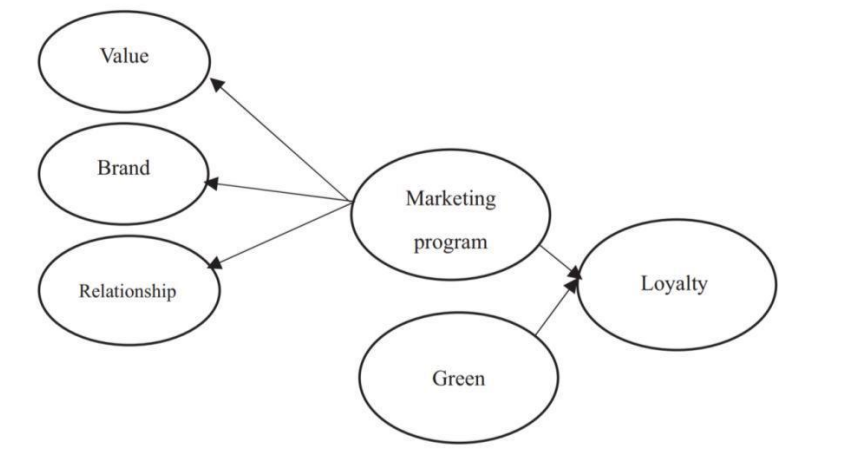 Value
Brand
Relationship
Marketing
program
Green
Loyalty